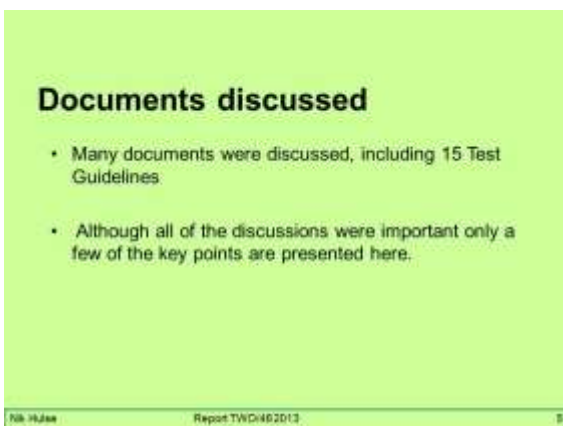 Documents discussed
• Many documents were discussed, including 15 Test
Guidelines
• Although all of the discussions were important only a
few of the key points are presented here.
Nik Hulse Report TWO/46 2013